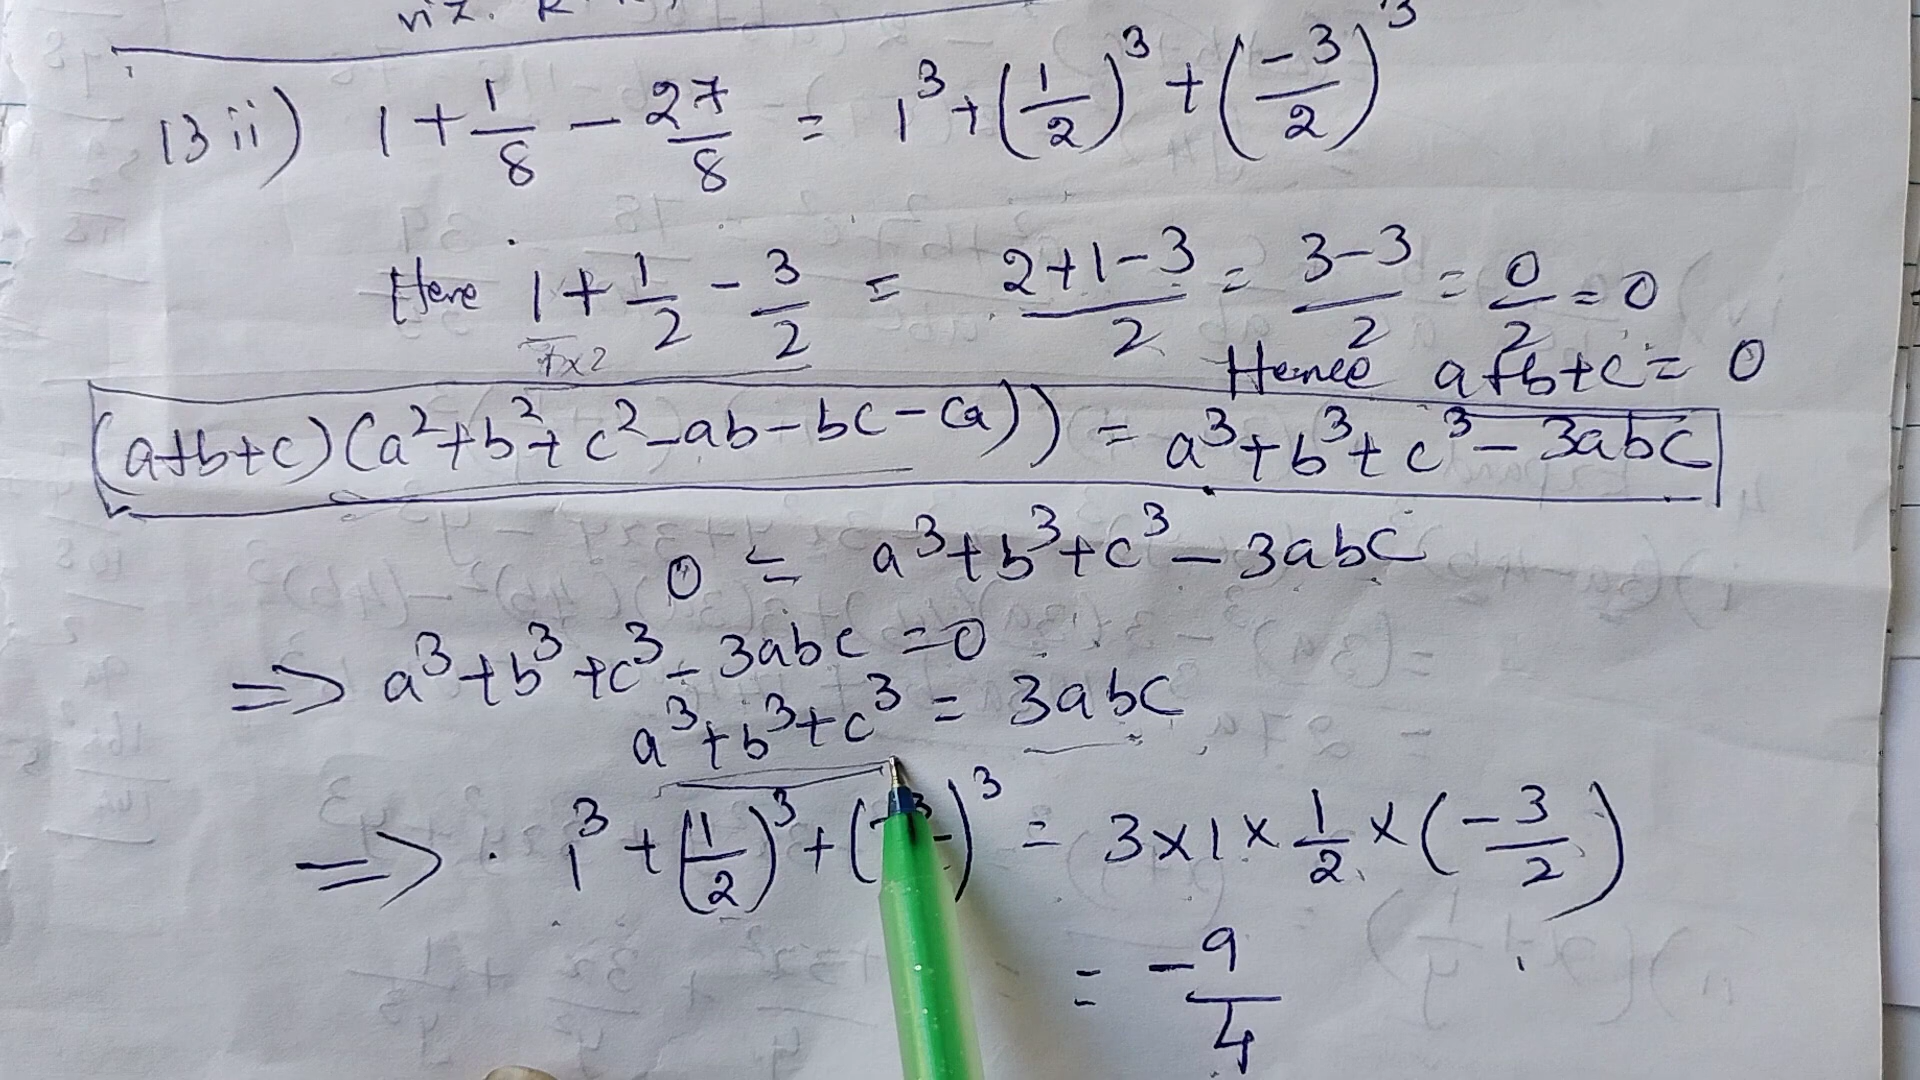 viz.
13 ii) 1 + 1/8 - 27/8 = 1³ + (1/2)³ + (-3/2)³
Here 1 + 1/2 - 3/2 = (2+1-3)/2 = (3-3)/2 = 0/2 = 0
1×2
Hence a+b+c = 0
(a+b+c)(a²+b²+c²-ab-bc-ca)) = a³+b³+c³-3abc
0 = a³+b³+c³-3abc
=> a³+b³+c³-3abc = 0
a³+b³+c³ = 3abc
=> 1³ + (1/2)³ + ( )³ = 3×1×1/2×(-3/2)
= -9/4